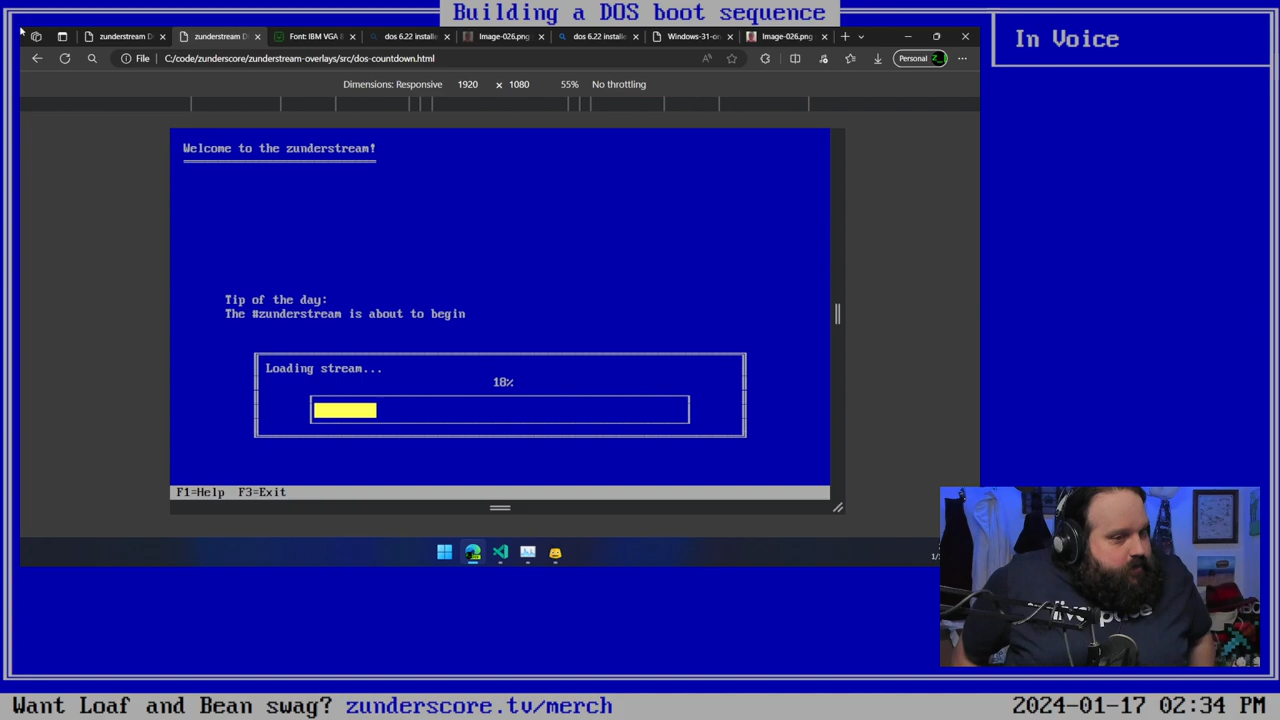 Building a DOS boot sequence
In Voice
zunderstream D
zunderstream D
Font: IBM VGA 8
dos 6.22 installe
Image-026.png
dos 6.22 installe
Windows-31-on
Image-026.png
File
C:/code/zunderscore/zunderstream-overlays/src/dos-countdown.html
Personal
Dimensions: Responsive 1920 × 1080 55% No throttling
Welcome to the zunderstream!
Tip of the day:
The #zunderstream is about to begin
Loading stream...
18%
F1=Help F3=Exit
Want Loaf and Bean swag? zunderscore.tv/merch
2024-01-17 02:34 PM